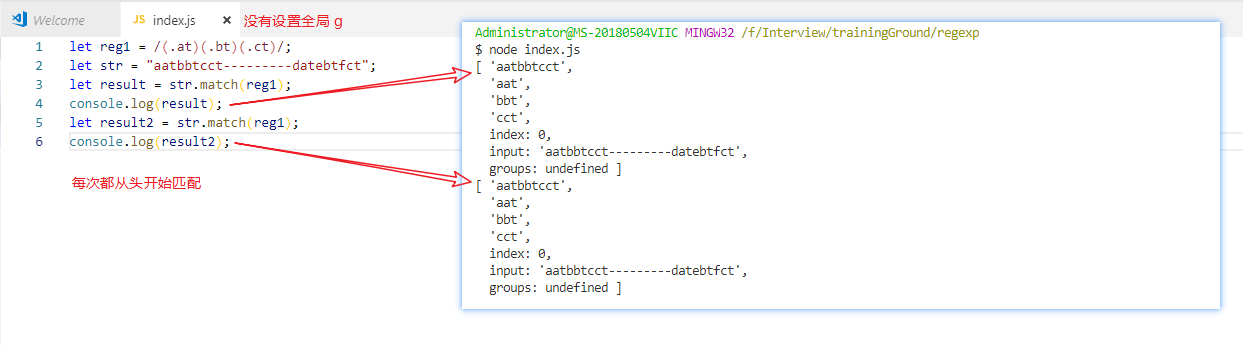 Welcome
JS index.js × 没有设置全局 g
1 let reg1 = /(.at)(.bt)(.ct)/;
2 let str = "aatbbtcct---------datebtfct";
3 let result = str.match(reg1);
4 console.log(result);
5 let result2 = str.match(reg1);
6 console.log(result2);
每次都从头开始匹配
Administrator@MS-20180504VIIC MINGW32 /f/Interview/trainingGround/regexp
$ node index.js
[ 'aatbbtcct',
'aat',
'bbt',
'cct',
index: 0,
input: 'aatbbtcct---------datebtfct',
groups: undefined ]
[ 'aatbbtcct',
'aat',
'bbt',
'cct',
index: 0,
input: 'aatbbtcct---------datebtfct',
groups: undefined ]